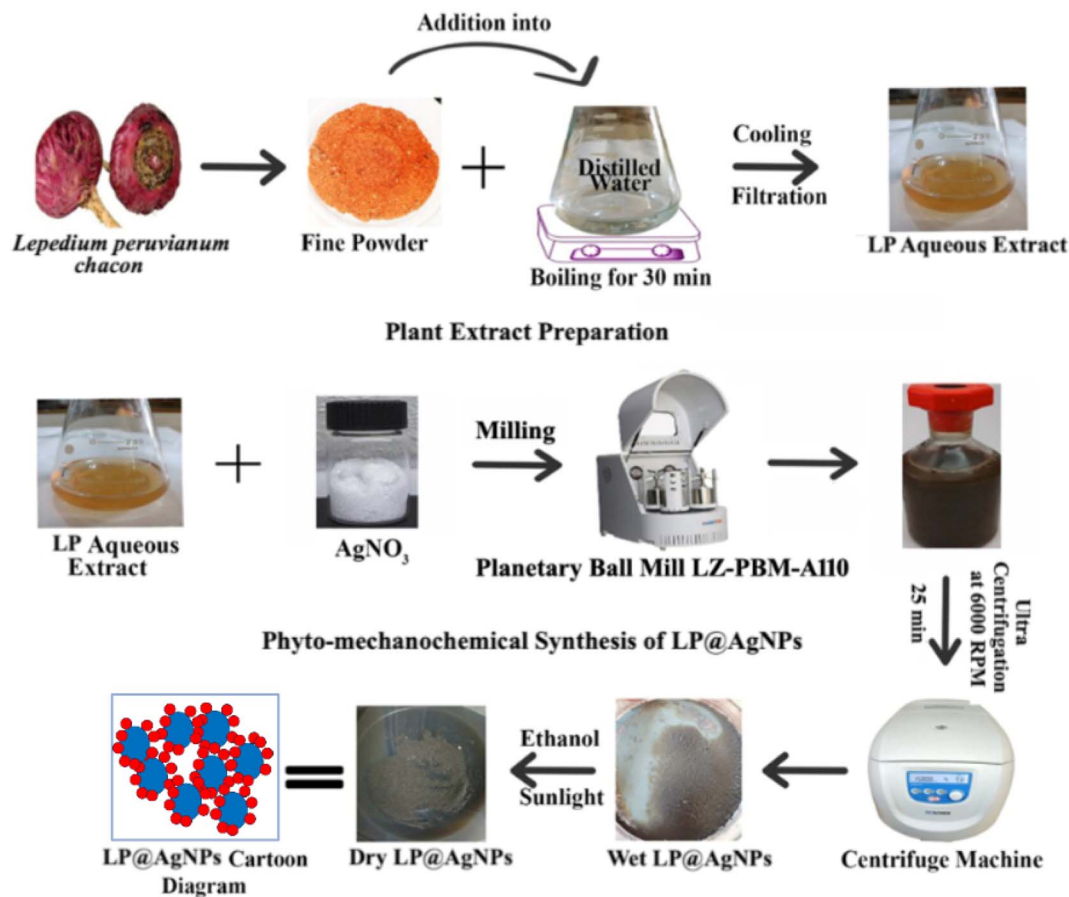 Addition into
Distilled
Water
Cooling
Filtration
Lepedium peruvianum
chacon
Fine Powder
Boiling for 30 min
LP Aqueous Extract
Plant Extract Preparation
Milling
LP Aqueous
Extract
AgNO₃
Planetary Ball Mill LZ-PBM-A110
Ultra
Centrifugation
at 6000 RPM
25 min
Phyto-mechanochemical Synthesis of LP@AgNPs
Ethanol
Sunlight
LP@AgNPs Cartoon
Diagram
Dry LP@AgNPs
Wet LP@AgNPs
Centrifuge Machine